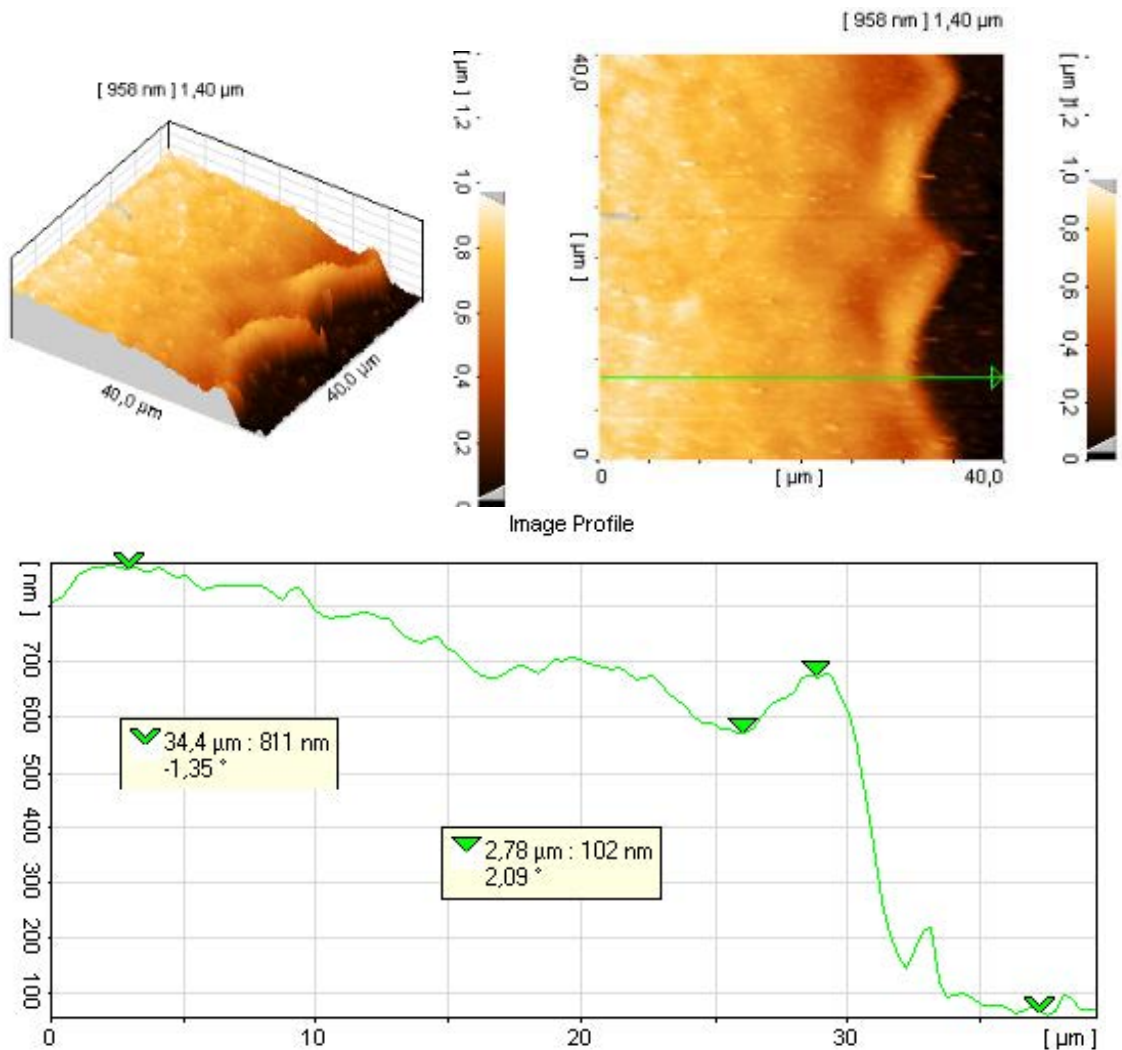 [ 958 nm ] 1,40 µm
[ µm ]
1,2
1,0
0,8
0,6
0,4
0,2
0
40,0 µm
40,0 µm
[ 958 nm ] 1,40 µm
40,0
[ µm ]
0
0
[ µm ]
40,0
[ µm ]
1,2
1,0
0,8
0,6
0,4
0,2
0
Image Profile
[ nm ]
700
600
500
400
300
200
100
34,4 µm : 811 nm
-1,35 °
2,78 µm : 102 nm
2,09 °
0
10
20
30
[ µm ]